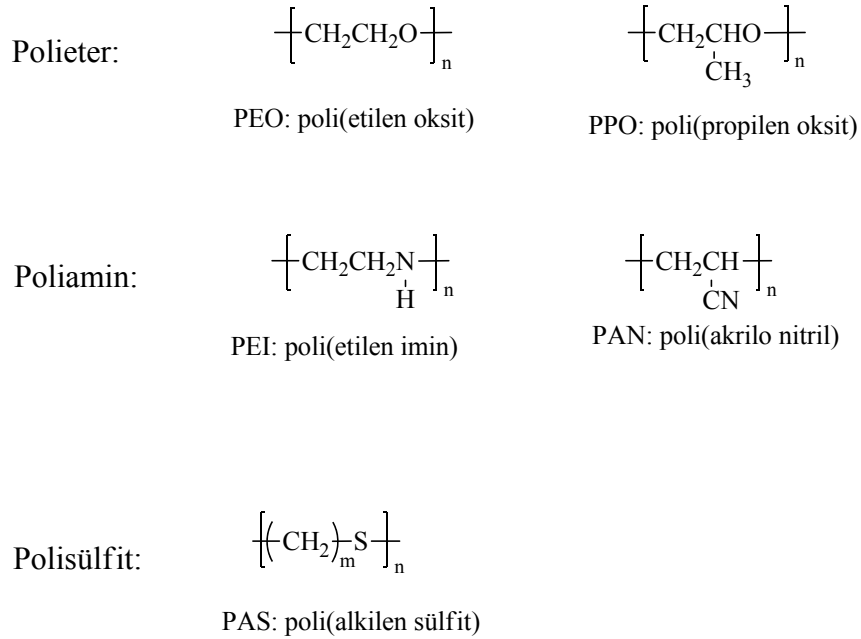 Polieter:
[CH₂CH₂O]ₙ
[CH₂CHO]ₙ
CH₃
PEO: poli(etilen oksit)
PPO: poli(propilen oksit)
Poliamin:
[CH₂CH₂N]ₙ
H
[CH₂CH]ₙ
CN
PEI: poli(etilen imin)
PAN: poli(akrilo nitril)
Polisülfit:
[(CH₂)ₘS]ₙ
PAS: poli(alkilen sülfit)